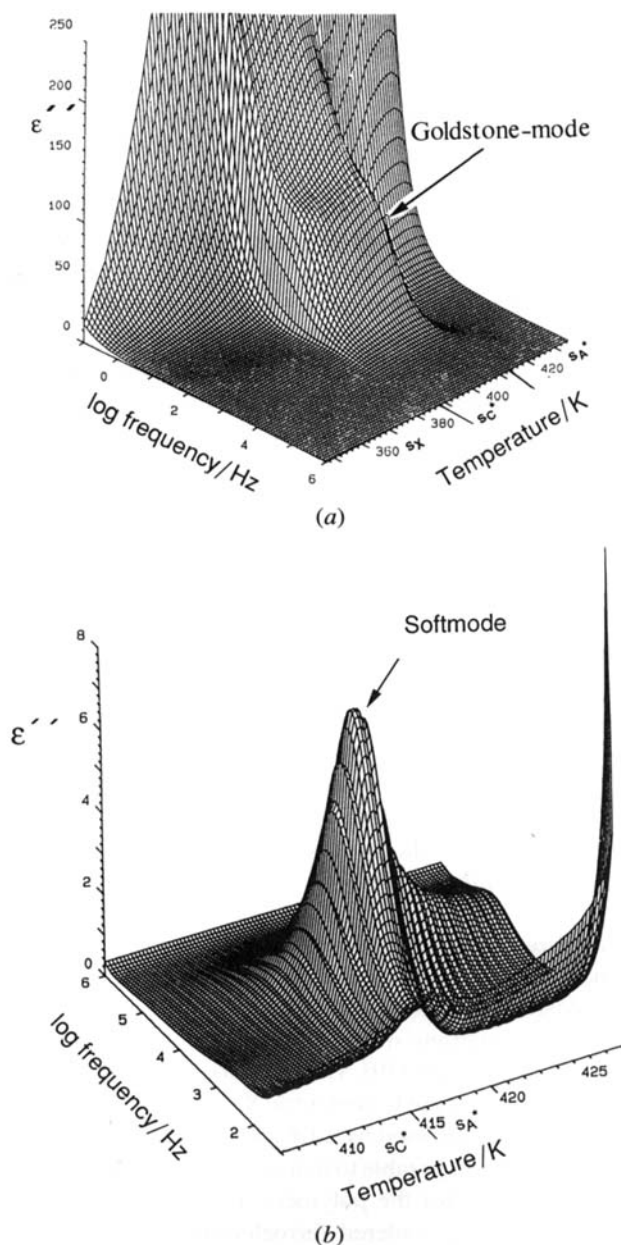 250
200
ε´´
150
100
50
0
Goldstone-mode
0
2
4
6
log frequency/Hz
360
SX
380
SC*
400
420
SA*
Temperature/K
(a)
8
Softmode
ε´´
6
4
2
0
6
5
4
3
2
log frequency/Hz
410
SC*
415
SA*
420
425
Temperature/K
(b)